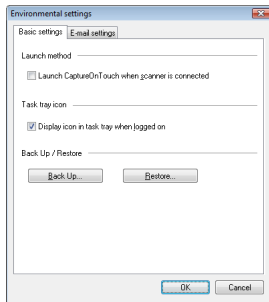 Environmental settings
Basic settings E-mail settings
Launch method
Launch CaptureOnTouch when scanner is connected
Task tray icon
Display icon in task tray when logged on
Back Up / Restore
Back Up... Restore...
OK Cancel